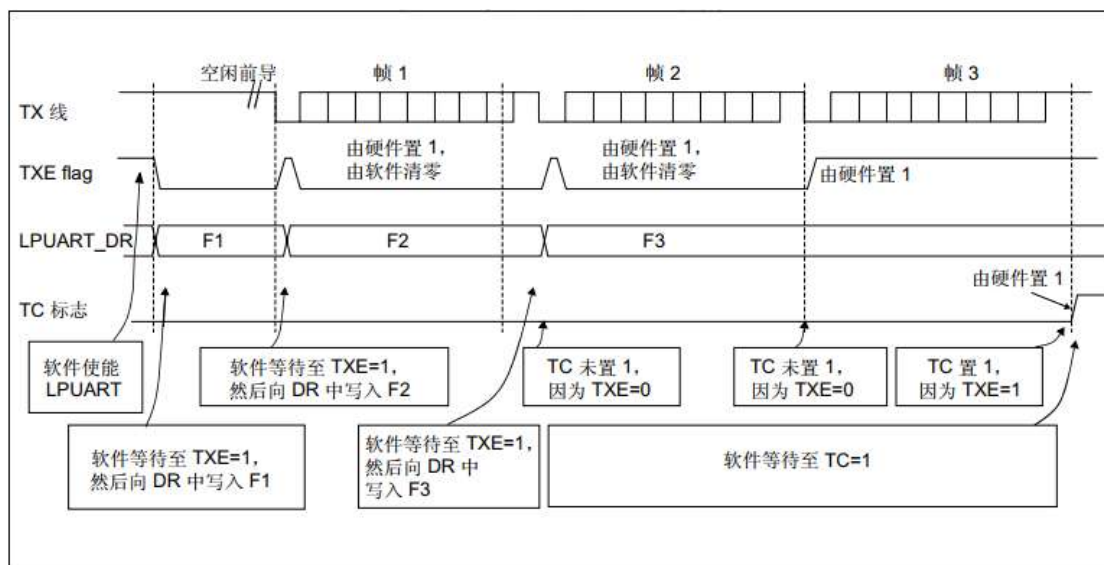 空闲前导
帧 1
帧 2
帧 3
TX 线
由硬件置 1，
由软件清零
由硬件置 1，
由软件清零
TXE flag
由硬件置 1
LPUART_DR
F1
F2
F3
由硬件置 1
TC 标志
软件使能
LPUART
软件等待至 TXE=1，
然后向 DR 中写入 F2
TC 未置 1，
因为 TXE=0
TC 未置 1，
因为 TXE=0
TC 置 1，
因为 TXE=1
软件等待至 TXE=1，
然后向 DR 中写入 F1
软件等待至 TXE=1，
然后向 DR 中
写入 F3
软件等待至 TC=1